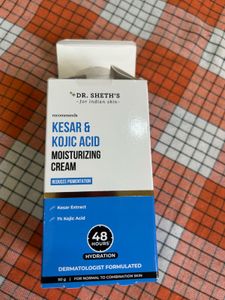 DR. SHETH'S
- for indian skin -
recommends
KESAR &
KOJIC ACID
MOISTURIZING
CREAM
REDUCES PIGMENTATION
Kesar Extract
1% Kojic Acid
48
HOURS
HYDRATION
DERMATOLOGIST FORMULATED
50 g | FOR NORMAL TO COMBINATION SKIN